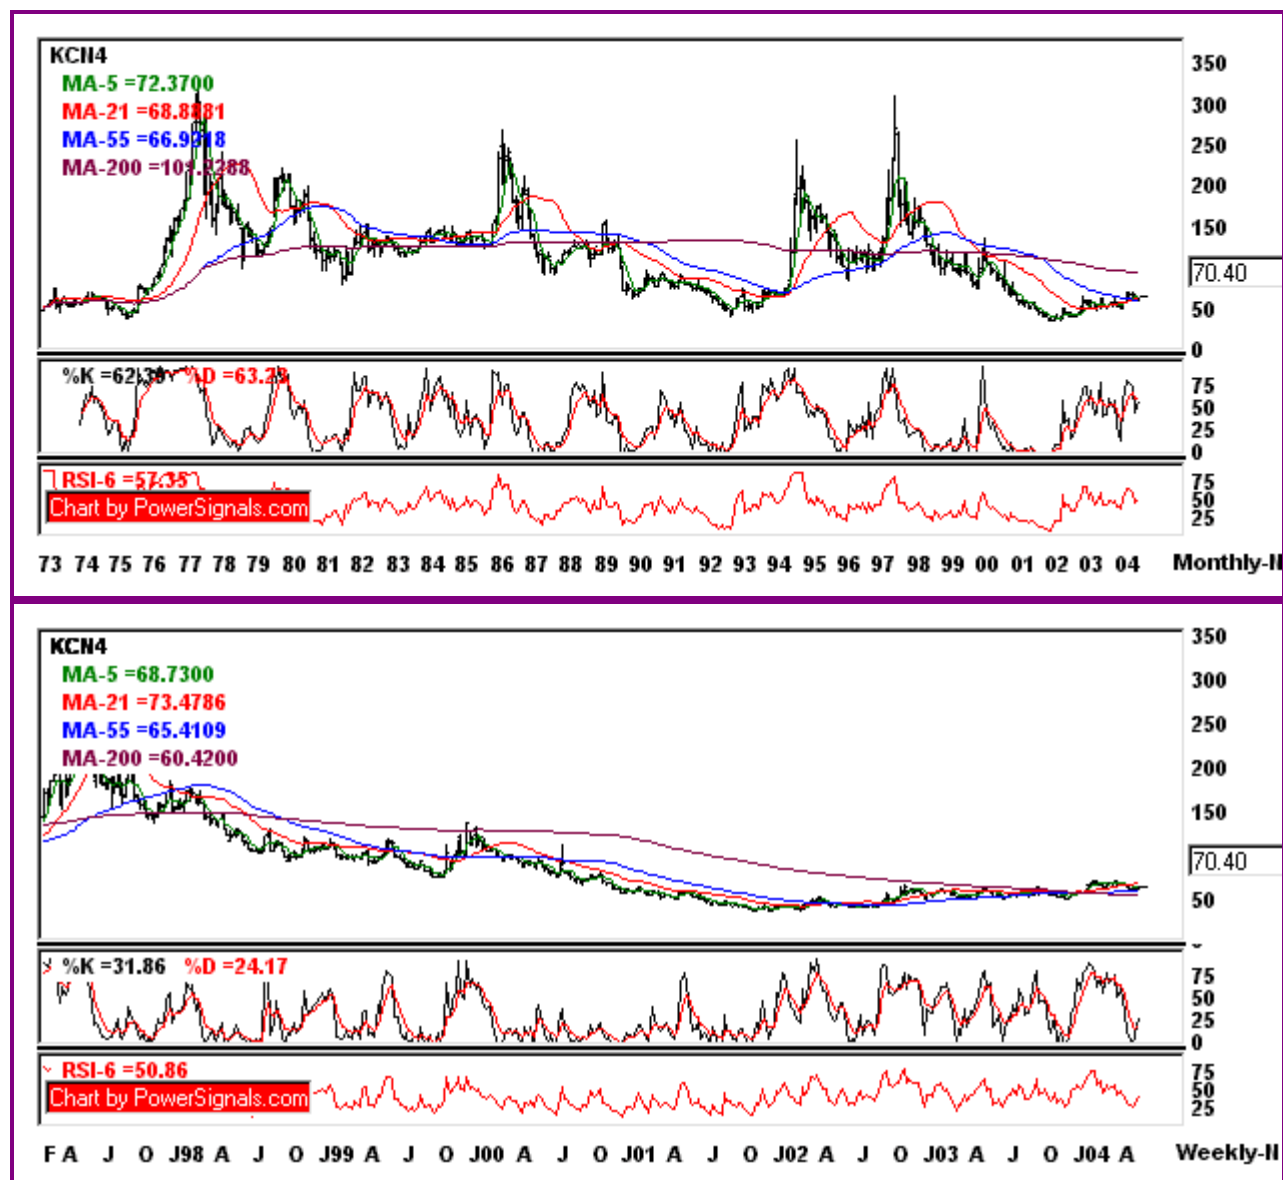 KCN4
MA-5 =72.3700
MA-21 =68.8881
MA-55 =66.9218
MA-200 =101.2288
350
300
250
200
150
70.40
50
0
%K =62.39 %D =63.23
75
50
25
0
RSI-6 =57.35
75
50
25
Chart by PowerSignals.com
73 74 75 76 77 78 79 80 81 82 83 84 85 86 87 88 89 90 91 92 93 94 95 96 97 98 99 00 01 02 03 04 Monthly-N
KCN4
MA-5 =68.7300
MA-21 =73.4786
MA-55 =65.4109
MA-200 =60.4200
350
300
250
200
150
70.40
50
%K =31.86 %D =24.17
75
50
25
0
RSI-6 =50.86
75
50
25
Chart by PowerSignals.com
F A J O J98 A J O J99 A J O J00 A J O J01 A J O J02 A J O J03 A J O J04 A Weekly-N